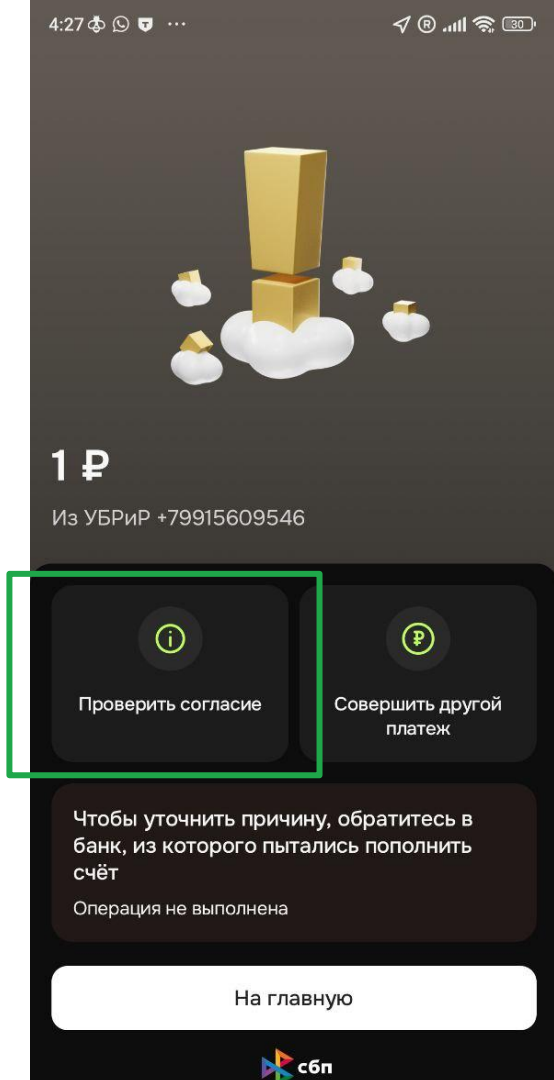 4:27 ...
R 30
1 ₽
Из УБРиР +79915609546
Проверить согласие
Совершить другой
платеж
Чтобы уточнить причину, обратитесь в
банк, из которого пытались пополнить
счёт
Операция не выполнена
На главную
сбп